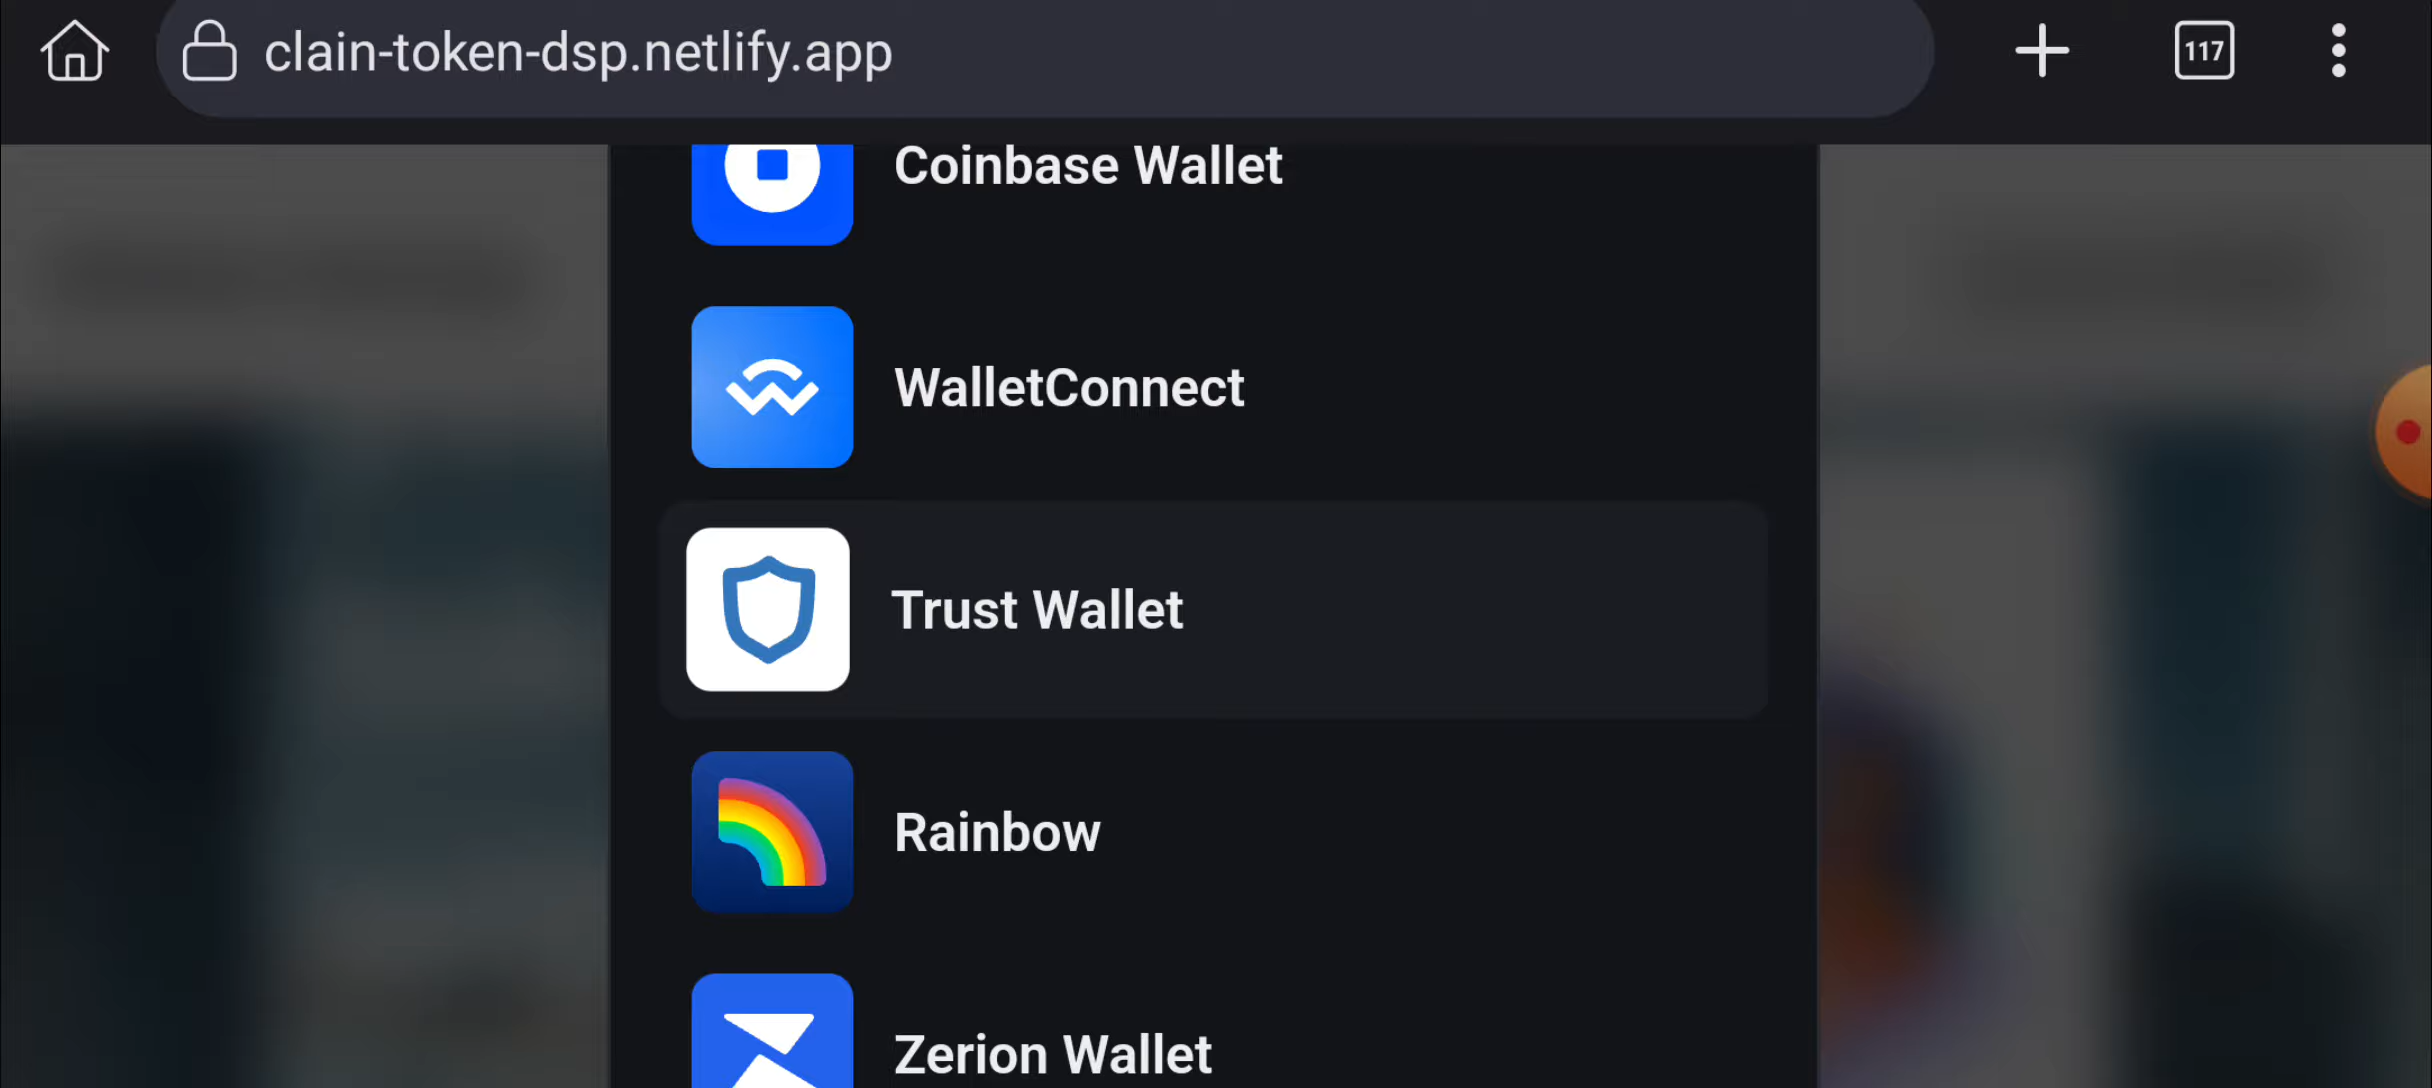 clain-token-dsp.netlify.app
117
Coinbase Wallet
WalletConnect
Trust Wallet
Rainbow
Zerion Wallet